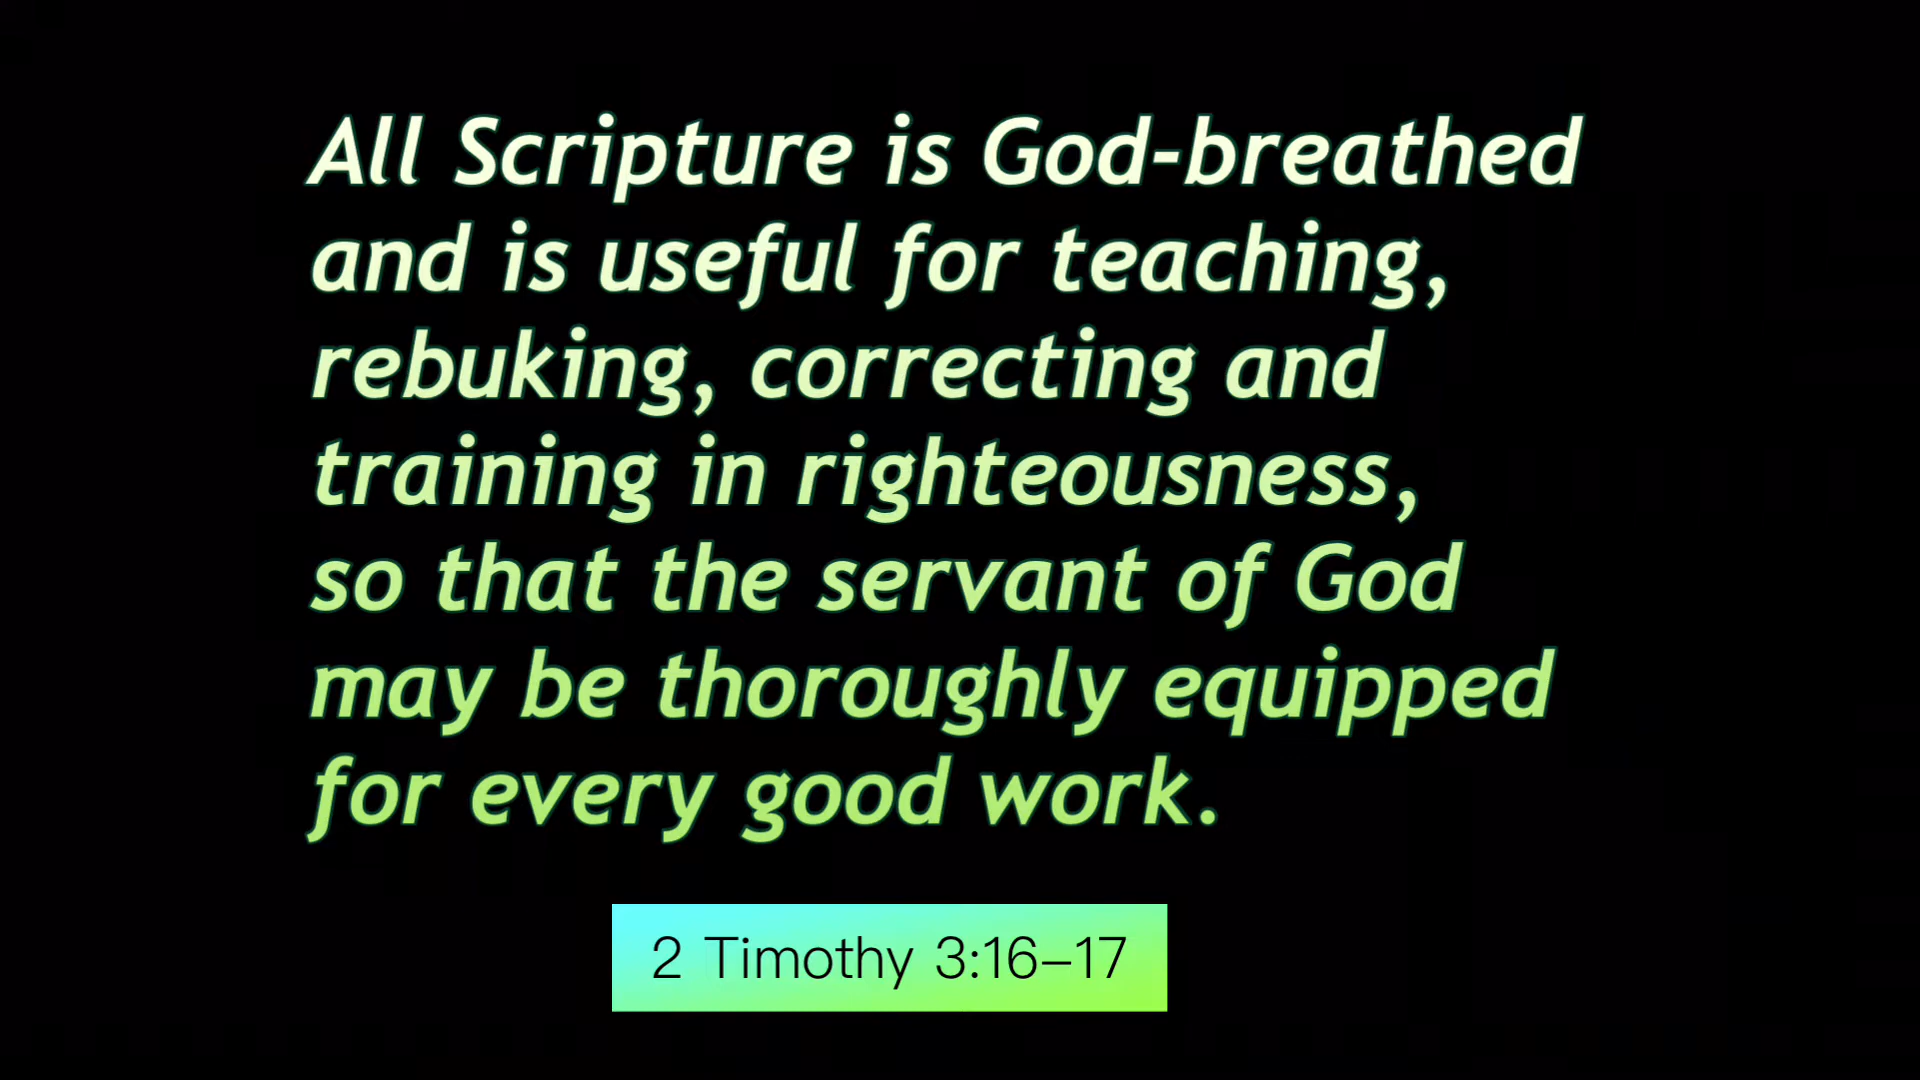 All Scripture is God-breathed
and is useful for teaching,
rebuking, correcting and
training in righteousness,
so that the servant of God
may be thoroughly equipped
for every good work.
2 Timothy 3:16–17